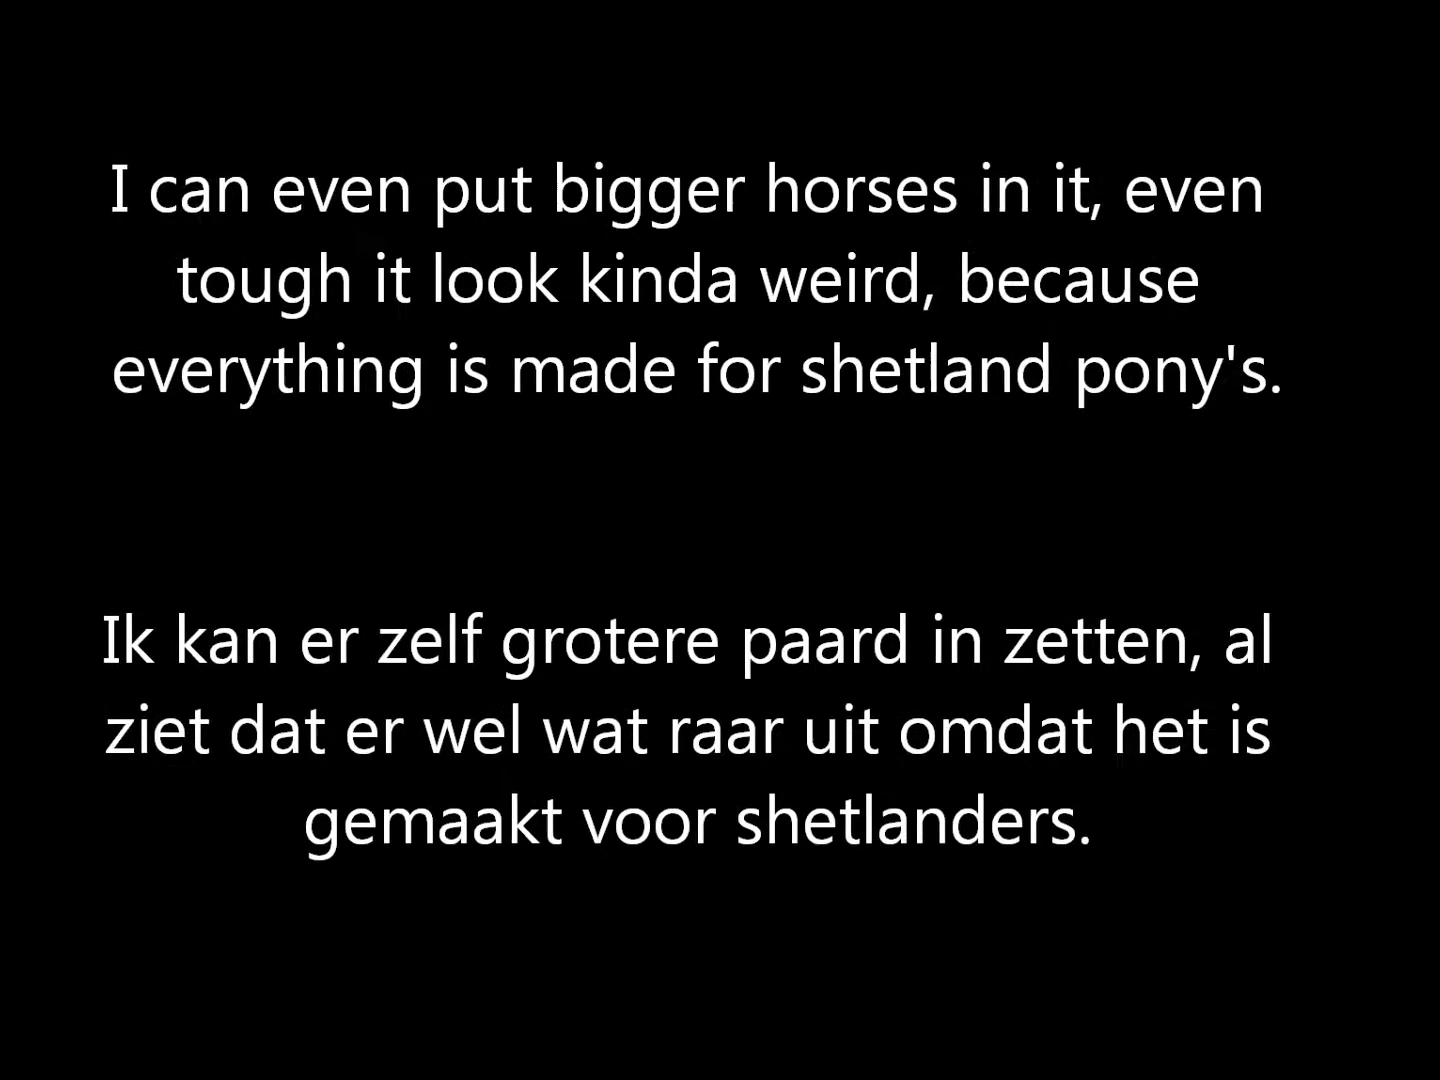 I can even put bigger horses in it, even
tough it look kinda weird, because
everything is made for shetland pony's.
Ik kan er zelf grotere paard in zetten, al
ziet dat er wel wat raar uit omdat het is
gemaakt voor shetlanders.